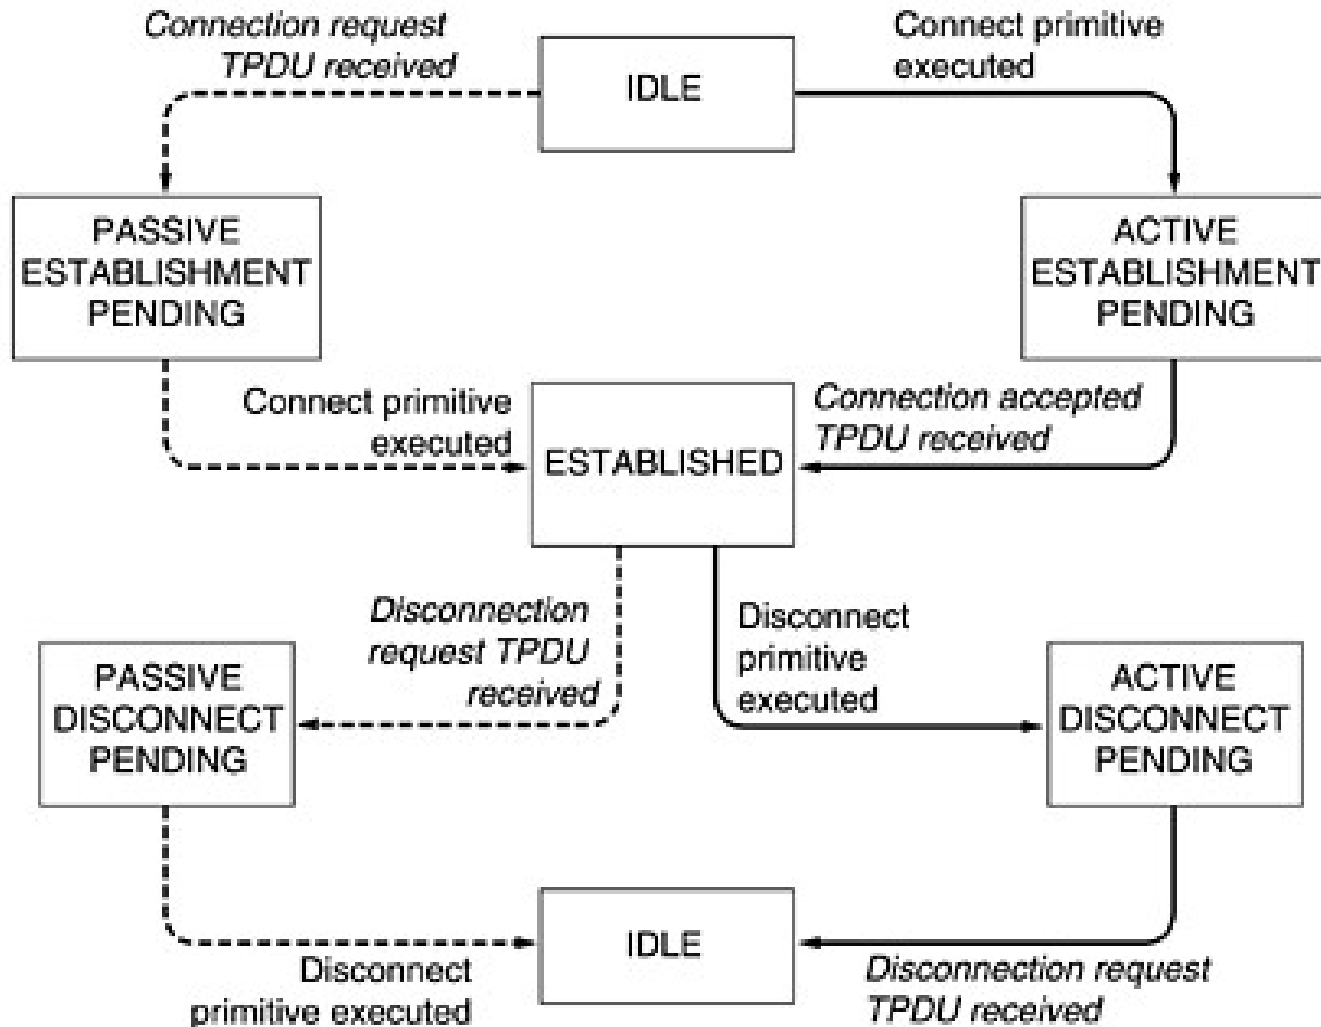 Connection request
TPDU received
IDLE
Connect primitive
executed
PASSIVE
ESTABLISHMENT
PENDING
ACTIVE
ESTABLISHMENT
PENDING
Connect primitive
executed
ESTABLISHED
Connection accepted
TPDU received
Disconnection
request TPDU
received
Disconnect
primitive
executed
PASSIVE
DISCONNECT
PENDING
ACTIVE
DISCONNECT
PENDING
IDLE
Disconnect
primitive executed
Disconnection request
TPDU received